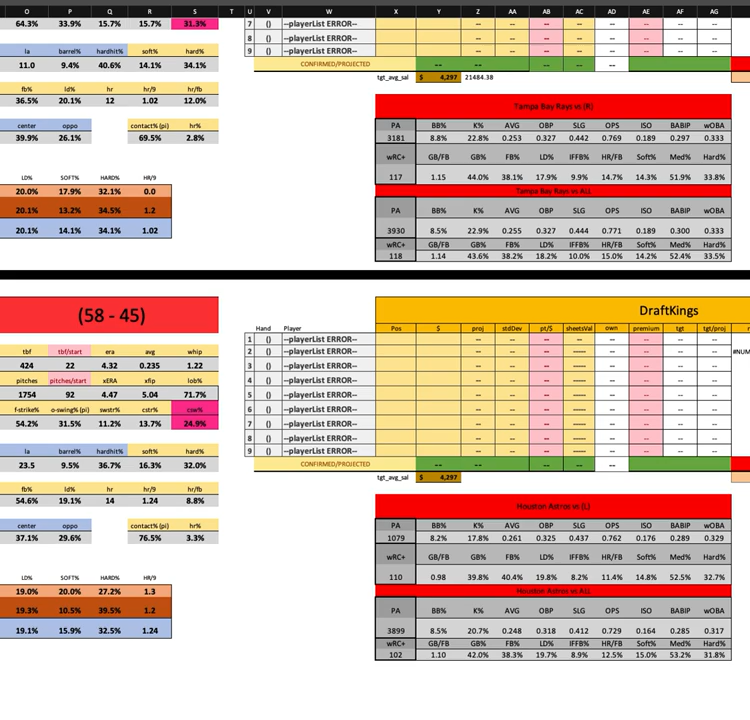 O P Q R S T U V W X Y Z AA AB AC AD AE AF AG
64.3% 33.9% 15.7% 15.7% 31.3% 7 () --playerList ERROR-- -- -- -- -- -- -- --
8 () --playerList ERROR-- -- -- -- -- -- -- --
la barrel% hardhit% soft% hard% 9 () --playerList ERROR-- -- -- -- -- -- -- --
11.0 9.4% 40.6% 14.1% 34.1% CONFIRMED/PROJECTED -- -- -- -- --
tgt_avg_sal $ 4,297 21484.38
fb% ld% hr hr/9 hr/fb
36.5% 20.1% 12 1.02 12.0%
Tampa Bay Rays vs (R)
center oppo contact% (pi) hr% PA BB% K% AVG OBP SLG OPS ISO BABIP wOBA
39.9% 26.1% 69.5% 2.8% 3181 8.8% 22.8% 0.253 0.327 0.442 0.769 0.189 0.297 0.333
wRC+ GB/FB GB% FB% LD% IFFB% HR/FB Soft% Med% Hard%
LD% SOFT% HARD% HR/9 117 1.15 44.0% 38.1% 17.9% 9.9% 14.7% 14.3% 51.9% 33.8%
20.0% 17.9% 32.1% 0.0 Tampa Bay Rays vs ALL
20.1% 13.2% 34.5% 1.2 PA BB% K% AVG OBP SLG OPS ISO BABIP wOBA
20.1% 14.1% 34.1% 1.02 3930 8.5% 22.9% 0.255 0.327 0.444 0.771 0.189 0.300 0.333
wRC+ GB/FB GB% FB% LD% IFFB% HR/FB Soft% Med% Hard%
118 1.14 43.6% 38.2% 18.2% 10.0% 15.0% 14.2% 52.4% 33.5%
(58 - 45) DraftKings
Hand Player Pos $ proj stdDev pt/$ sheetsVal own premium tgt tgt/proj
1 () --playerList ERROR-- -- -- -- -- -- -- --
tbf tbf/start era avg whip 2 () --playerList ERROR-- -- -- -- ----- -- -- -- #NUM
424 22 4.32 0.235 1.22 3 () --playerList ERROR-- -- -- -- ----- -- -- --
pitches pitches/start xERA xfip lob% 4 () --playerList ERROR-- -- -- -- ----- -- -- --
1754 92 4.47 5.04 71.7% 5 () --playerList ERROR-- -- -- -- ----- -- -- --
f-strike% o-swing% (pi) swstr% cstr% csw% 6 () --playerList ERROR-- -- -- -- ----- -- -- --
54.2% 31.5% 11.2% 13.7% 24.9% 7 () --playerList ERROR-- -- -- -- ----- -- -- --
8 () --playerList ERROR-- -- -- -- ----- -- -- --
la barrel% hardhit% soft% hard% 9 () --playerList ERROR-- -- -- -- ----- -- -- --
23.5 9.5% 36.7% 16.3% 32.0% CONFIRMED/PROJECTED -- -- -- -- --
tgt_avg_sal $ 4,297
fb% ld% hr hr/9 hr/fb
54.6% 19.1% 14 1.24 8.8%
Houston Astros vs (L)
center oppo contact% (pi) hr% PA BB% K% AVG OBP SLG OPS ISO BABIP wOBA
37.1% 29.6% 76.5% 3.3% 1079 8.2% 17.8% 0.261 0.325 0.437 0.762 0.176 0.289 0.329
wRC+ GB/FB GB% FB% LD% IFFB% HR/FB Soft% Med% Hard%
LD% SOFT% HARD% HR/9 110 0.98 39.8% 40.4% 19.8% 8.2% 11.4% 14.8% 52.5% 32.7%
19.0% 20.0% 27.2% 1.3 Houston Astros vs ALL
19.3% 10.5% 39.5% 1.2 PA BB% K% AVG OBP SLG OPS ISO BABIP wOBA
19.1% 15.9% 32.5% 1.24 3899 8.5% 20.7% 0.248 0.318 0.412 0.729 0.164 0.285 0.317
wRC+ GB/FB GB% FB% LD% IFFB% HR/FB Soft% Med% Hard%
102 1.10 42.0% 38.3% 19.7% 8.9% 12.5% 15.0% 53.2% 31.8%